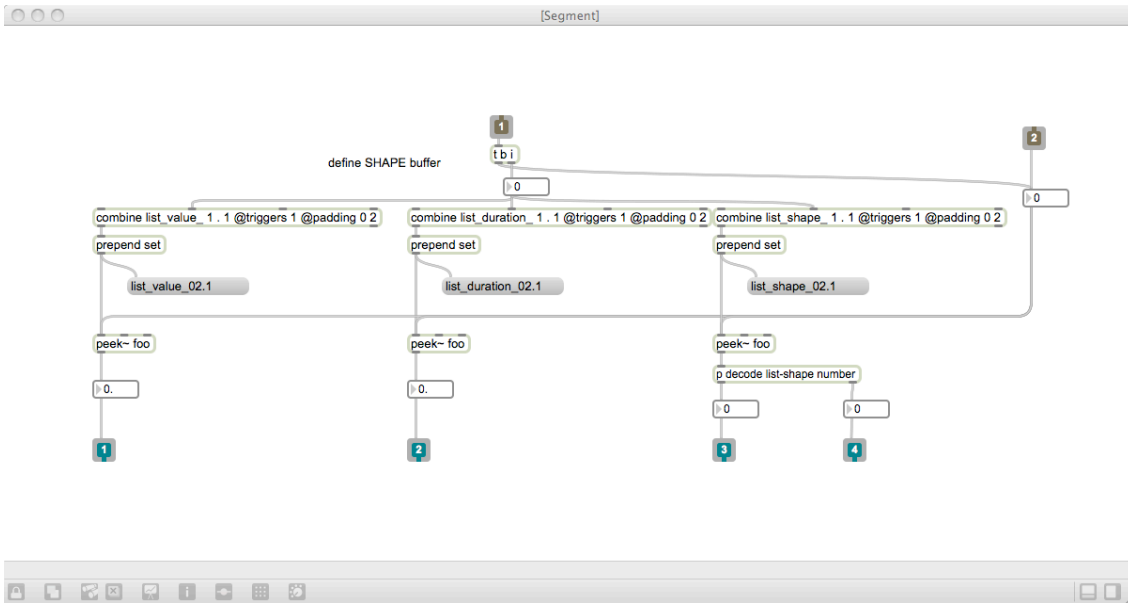 [Segment]
1
2
t b i
define SHAPE buffer
0
0
combine list_value_ 1 . 1 @triggers 1 @padding 0 2
combine list_duration_ 1 . 1 @triggers 1 @padding 0 2
combine list_shape_ 1 . 1 @triggers 1 @padding 0 2
prepend set
prepend set
prepend set
list_value_02.1
list_duration_02.1
list_shape_02.1
peek~ foo
peek~ foo
peek~ foo
p decode list-shape number
0.
0.
0
0
1
2
3
4